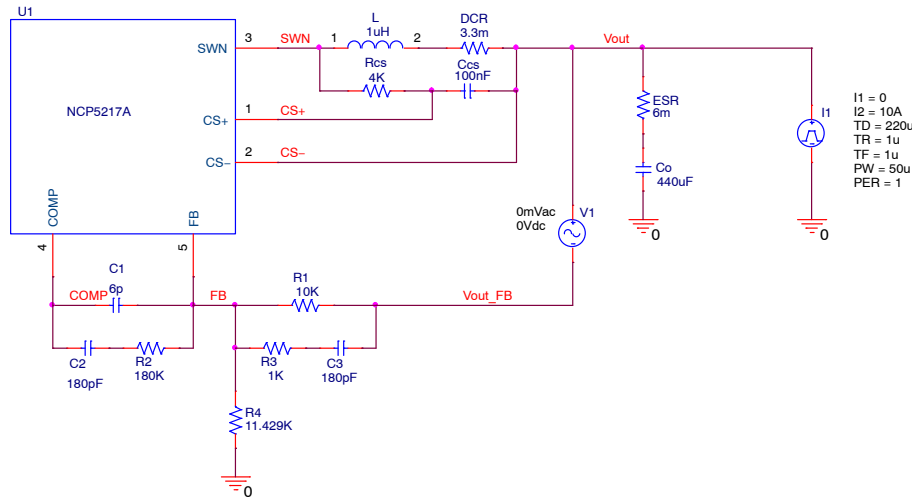 U1
NCP5217A
SWN
3
SWN
CS+
1
CS+
CS−
2
CS−
COMP
4
FB
5
L
1uH
1
2
DCR
3.3m
Rcs
4K
Ccs
100nF
Vout
ESR
6m
Co
440uF
0
I1
I1 = 0
I2 = 10A
TD = 220u
TR = 1u
TF = 1u
PW = 50u
PER = 1
0
0mVac
0Vdc
V1
C1
6p
COMP
FB
R1
10K
Vout_FB
C2
180pF
R2
180K
R3
1K
C3
180pF
R4
11.429K
0